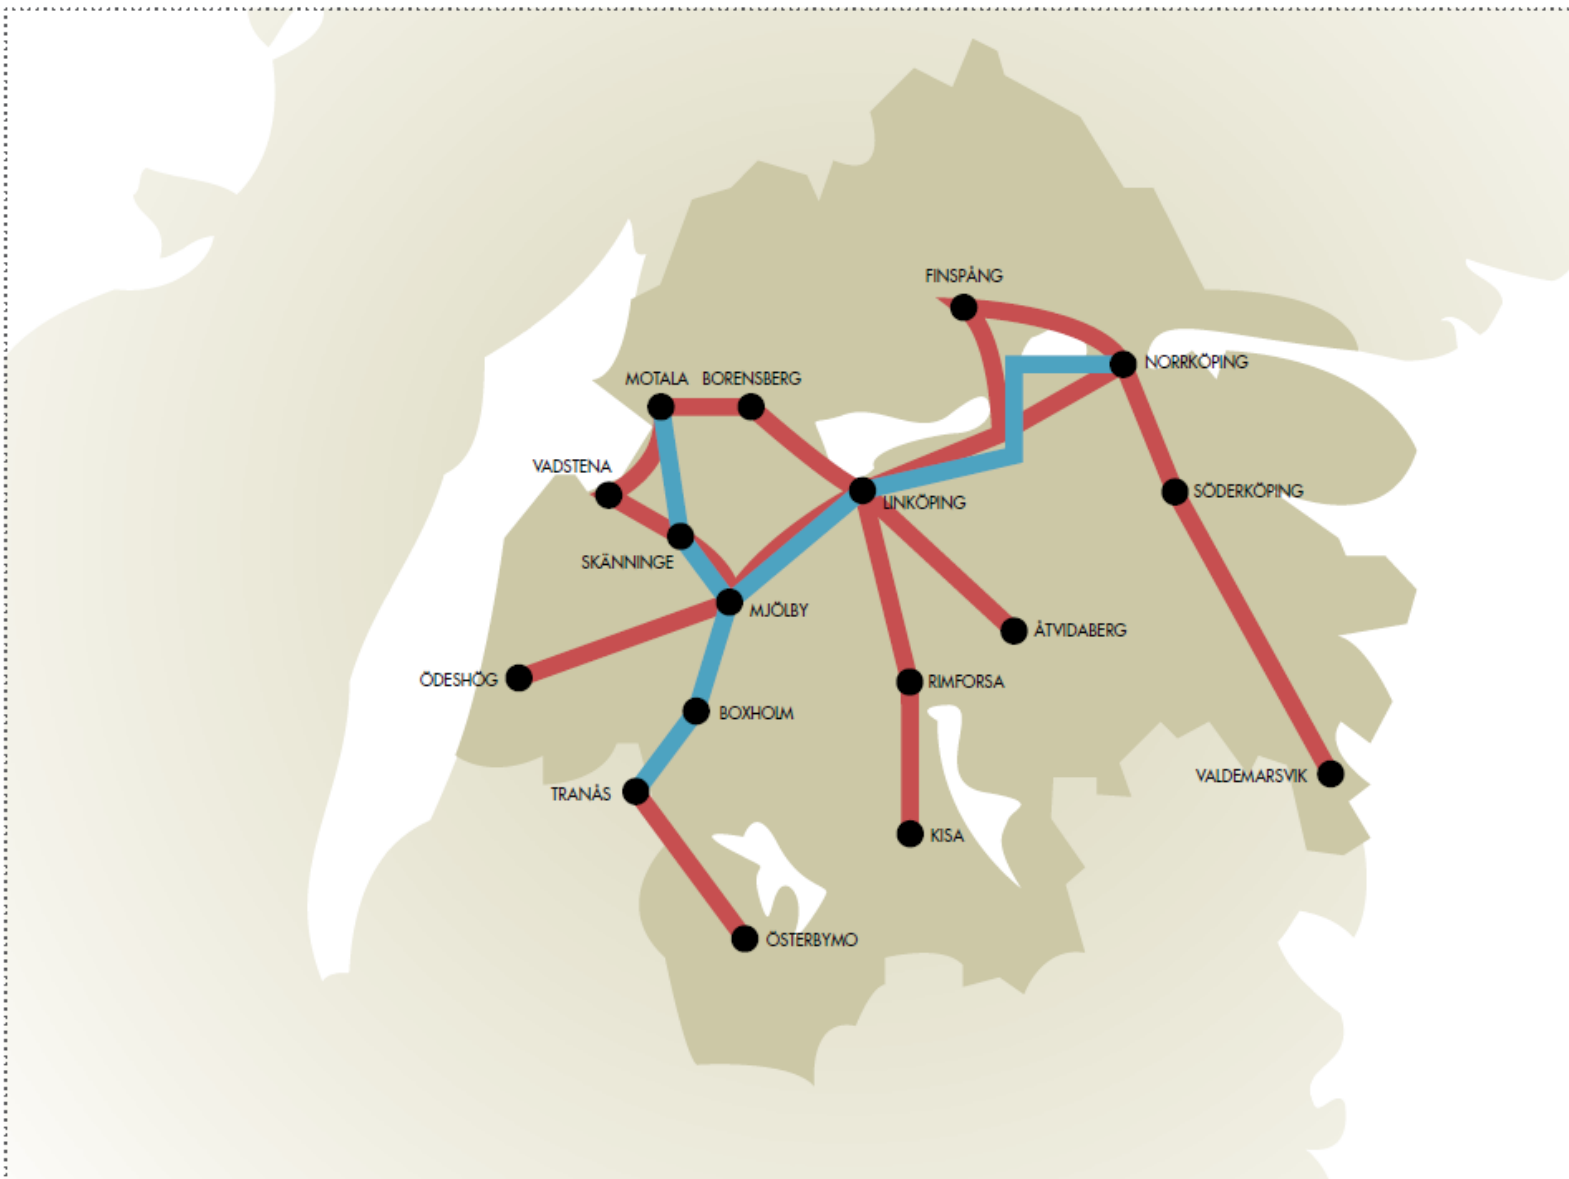 FINSPÅNG
NORRKÖPING
MOTALA
BORENSBERG
VADSTENA
SÖDERKÖPING
LINKÖPING
SKÄNNINGE
MJÖLBY
ÅTVIDABERG
ÖDESHÖG
RIMFORSA
BOXHOLM
VALDEMARSVIK
TRANÅS
KISA
ÖSTERBYMO